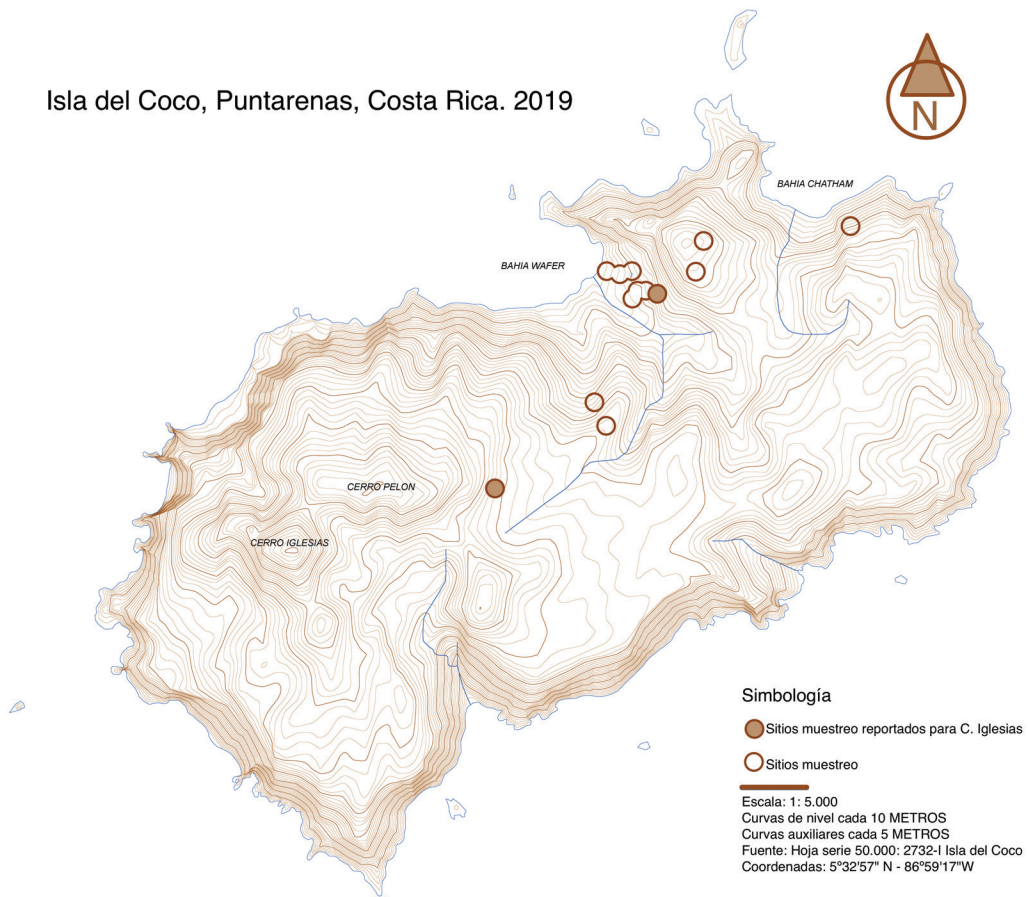 Isla del Coco, Puntarenas, Costa Rica. 2019
N
BAHIA CHATHAM
BAHIA WAFER
CERRO PELON
CERRO IGLESIAS
Simbología
Sitios muestreo reportados para C. Iglesias
Sitios muestreo
Escala: 1: 5.000
Curvas de nivel cada 10 METROS
Curvas auxiliares cada 5 METROS
Fuente: Hoja serie 50.000: 2732-I Isla del Coco
Coordenadas: 5º32'57" N - 86º59'17"W